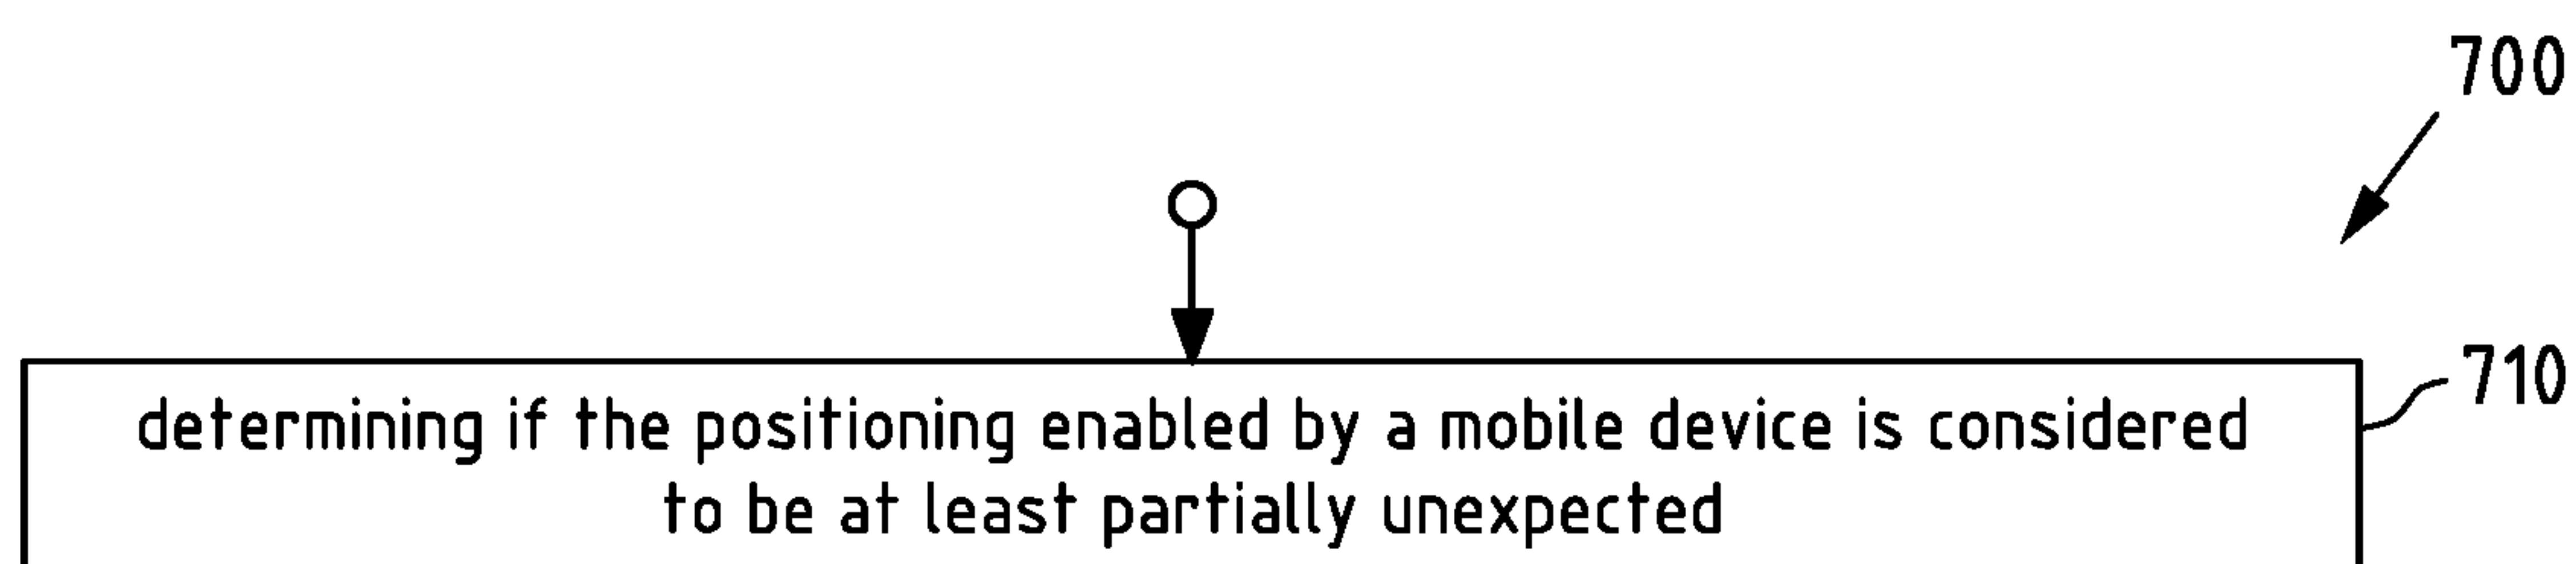 700
710
determining if the positioning enabled by a mobile device is considered
to be at least partially unexpected